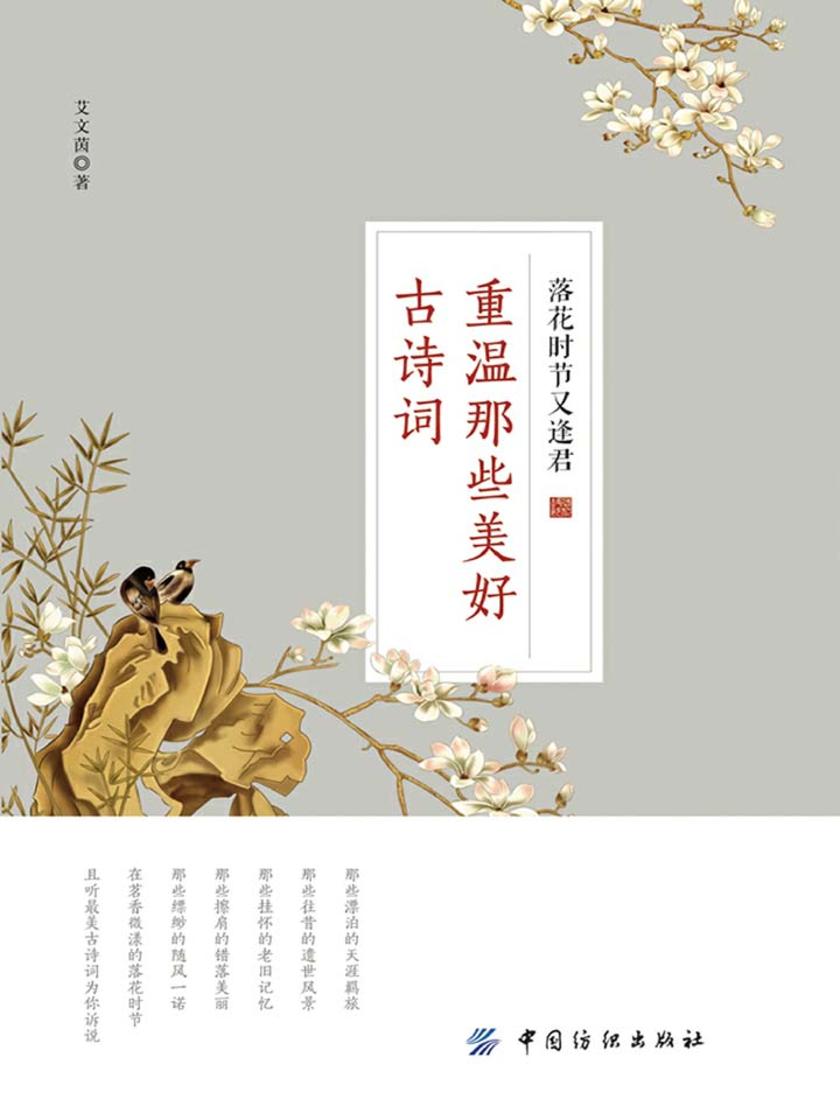 艾文茵◎著
落花时节又逢君
重温那些美好
古诗词
那些漂泊的天涯羁旅
那些往昔的遗世风景
那些挂怀的老旧记忆
那些擦肩的错落美丽
那些缥缈的随风一诺
在茗香微漾的落花时节
且听最美古诗词为你诉说
中国纺织出版社